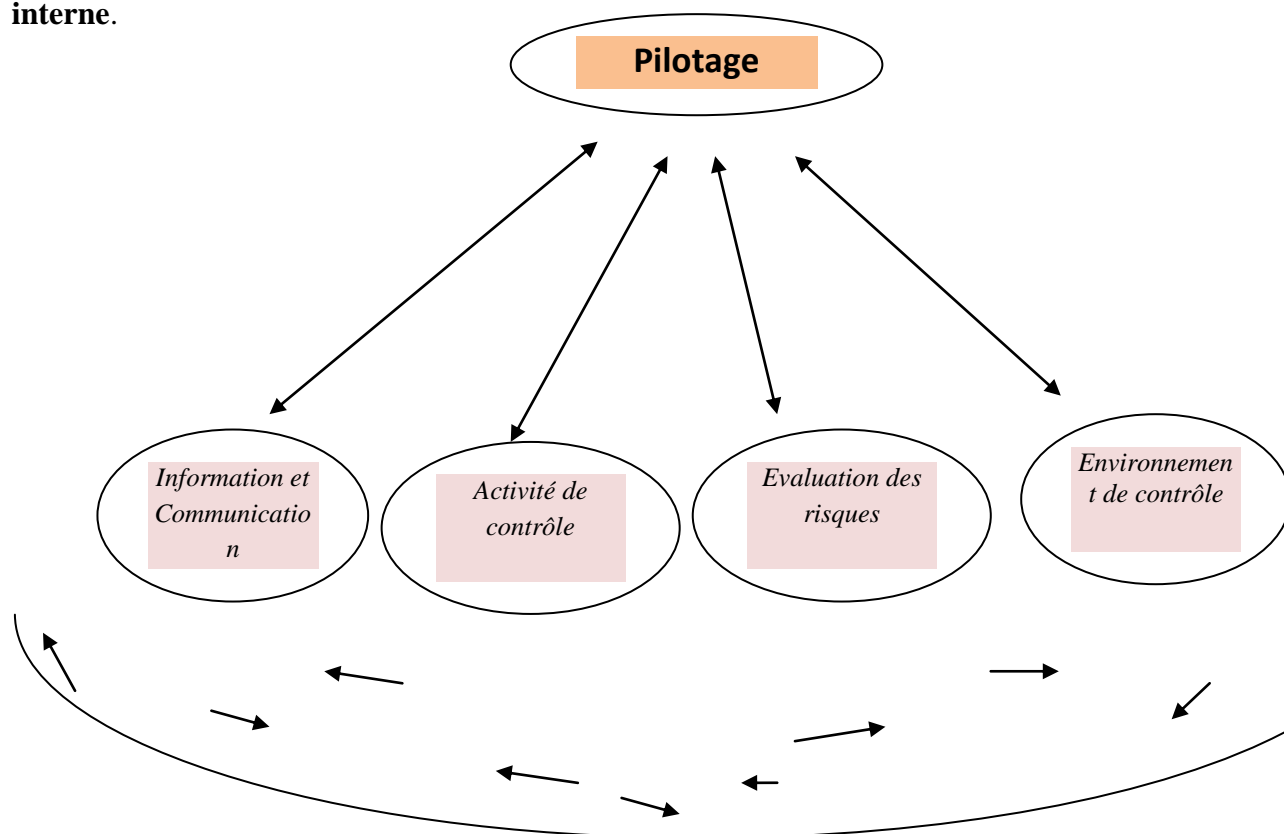 interne.
Pilotage
Information et
Communicatio
n
Activité de
contrôle
Evaluation des
risques
Environnemen
t de contrôle